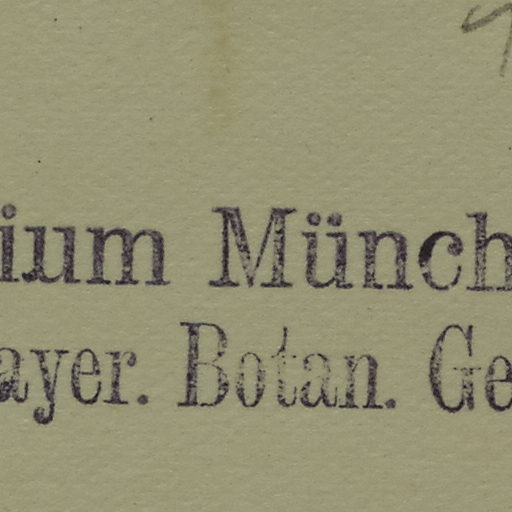 ium Münch
ayer. Botan. Ge